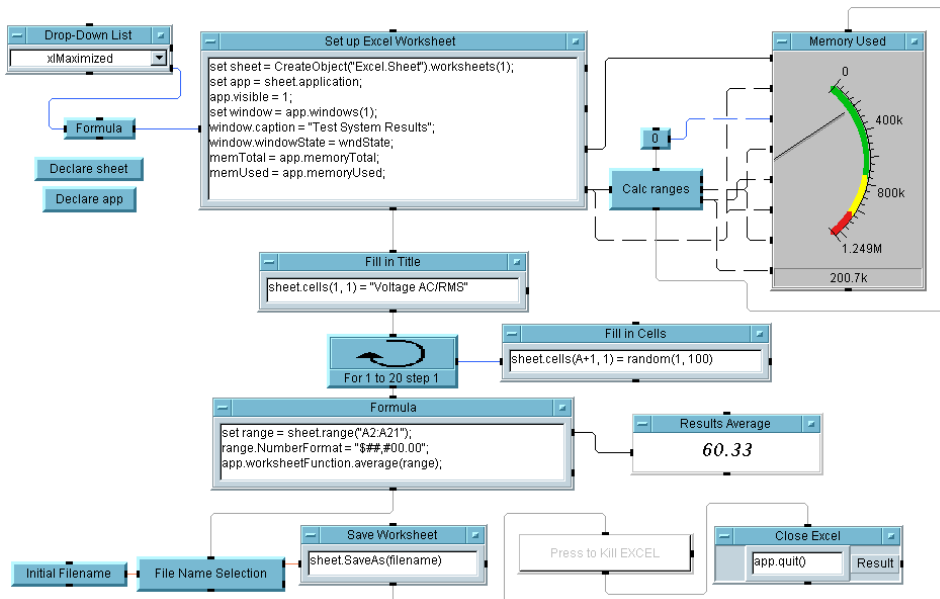 Drop-Down List
xlMaximized
Formula
Declare sheet
Declare app
Set up Excel Worksheet
set sheet = CreateObject("Excel.Sheet").worksheets(1);
set app = sheet.application;
app.visible = 1;
set window = app.windows(1);
window.caption = "Test System Results";
window.windowState = wndState;
memTotal = app.memoryTotal;
memUsed = app.memoryUsed;
0
Calc ranges
Memory Used
0
400k
800k
1.249M
200.7k
Fill in Title
sheet.cells(1, 1) = "Voltage AC/RMS"
For 1 to 20 step 1
Fill in Cells
sheet.cells(A+1, 1) = random(1, 100)
Formula
set range = sheet.range("A2:A21");
range.NumberFormat = "$##,#00.00";
app.worksheetFunction.average(range);
Results Average
60.33
Initial Filename
File Name Selection
Save Worksheet
sheet.SaveAs(filename)
Press to Kill EXCEL
Close Excel
app.quit()
Result